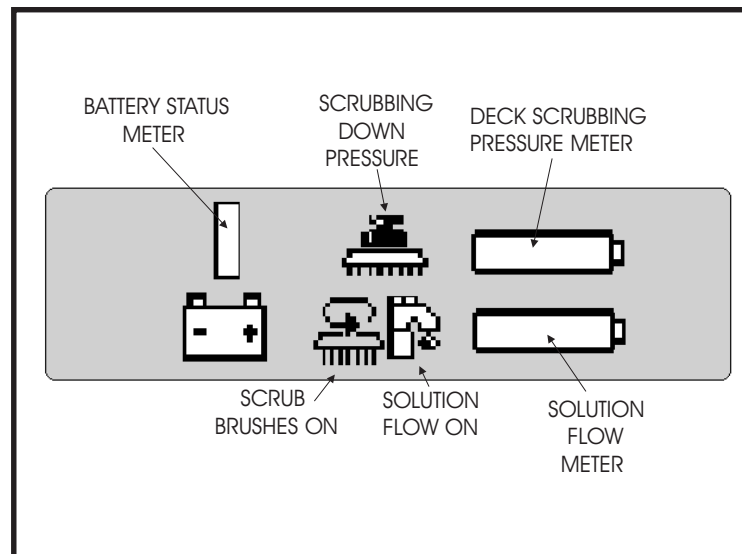 BATTERY STATUS
METER
SCRUBBING
DOWN
PRESSURE
DECK SCRUBBING
PRESSURE METER
SCRUB
BRUSHES ON
SOLUTION
FLOW ON
SOLUTION
FLOW
METER